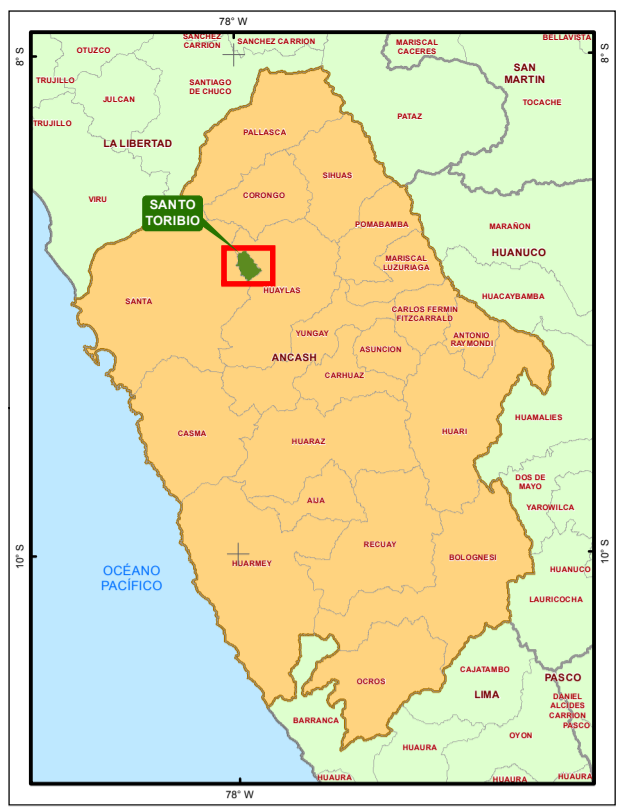 78° W
SANCHEZ
CARRION
SANCHEZ CARRION
MARISCAL
CACERES
BELLAVISTA
8° S
8° S
OTUZCO
SAN
MARTIN
TRUJILLO
SANTIAGO
DE CHUCO
JULCAN
TOCACHE
PATAZ
TRUJILLO
PALLASCA
LA LIBERTAD
SIHUAS
CORONGO
VIRU
SANTO
TORIBIO
POMABAMBA
MARAÑON
HUANUCO
MARISCAL
LUZURIAGA
HUAYLAS
SANTA
HUACAYBAMBA
CARLOS FERMIN
FITZCARRALD
YUNGAY
ANTONIO
RAYMONDI
ASUNCION
ANCASH
CARHUAZ
HUAMALIES
CASMA
HUARI
HUARAZ
DOS DE
MAYO
AIJA
YAROWILCA
RECUAY
10° S
10° S
HUARMEY
BOLOGNESI
OCÉANO
PACÍFICO
HUANUCO
LAURICOCHA
CAJATAMBO
PASCO
OCROS
LIMA
DANIEL
ALCIDES
CARRION
PASCO
BARRANCA
OYON
HUAURA
HUAURA
HUAURA
HUAURA
78° W